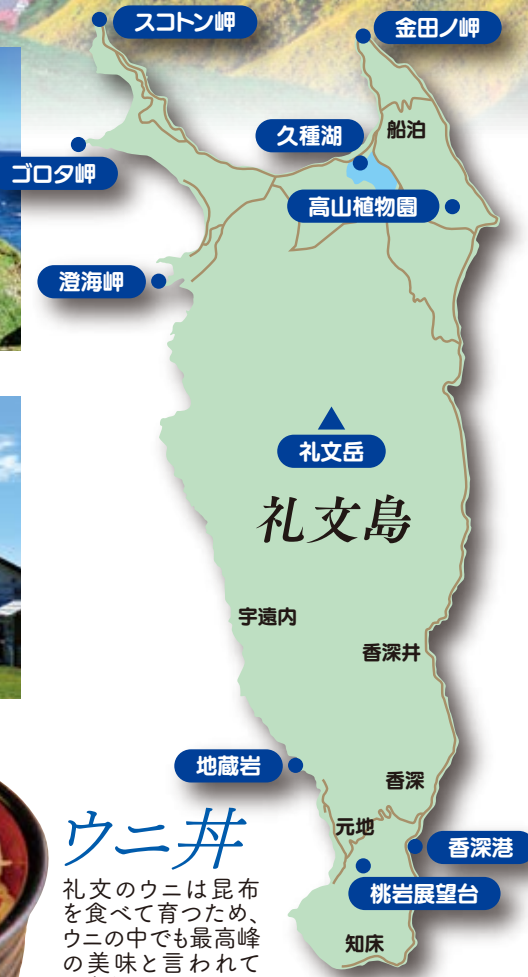 スコトン岬
金田ノ岬
船泊
久種湖
ゴロタ岬
高山植物園
澄海岬
礼文岳
礼文島
宇遠内
香深井
地蔵岩
香深
元地
香深港
桃岩展望台
知床
ウニ丼
礼文のウニは昆布
を食べて育つため、
ウニの中でも最高峰
の美味と言われて